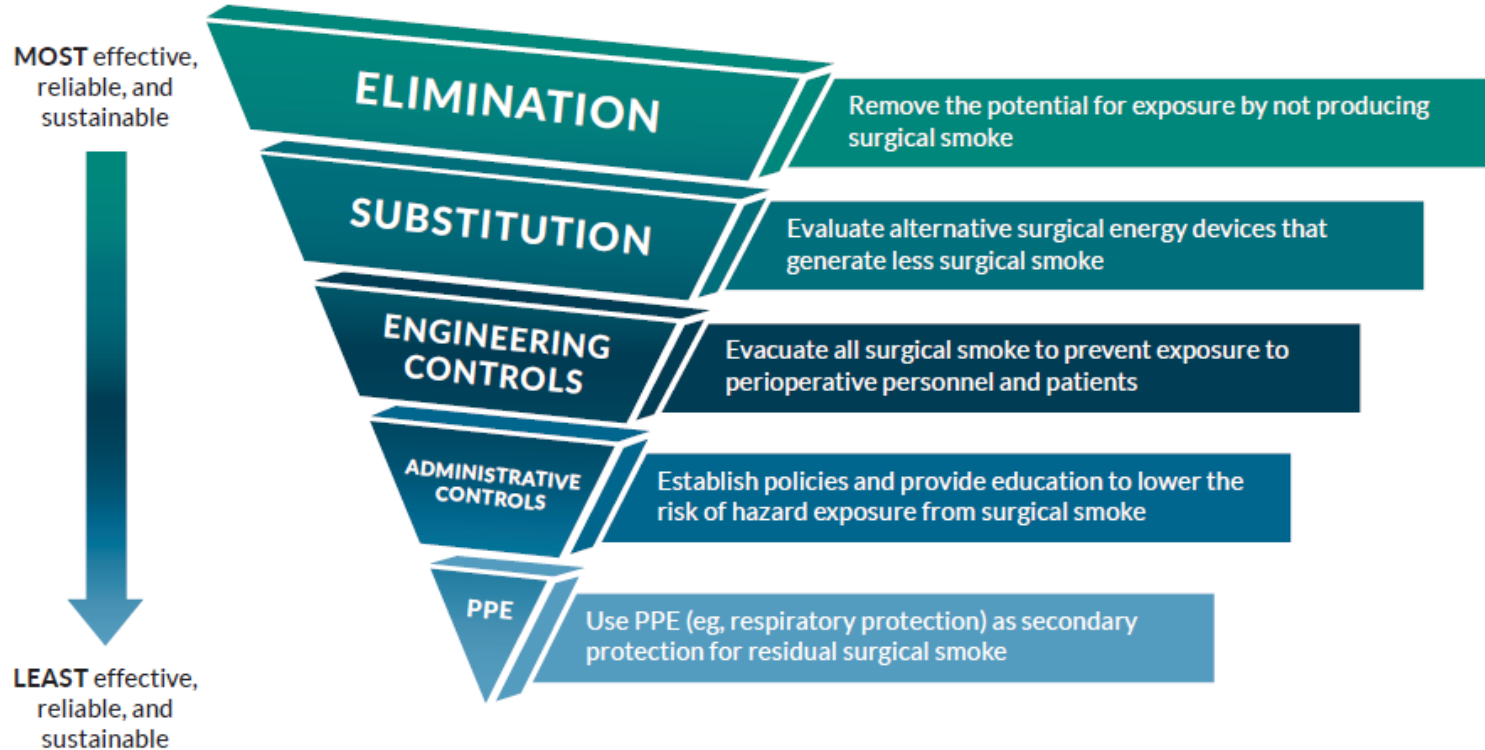 MOST effective,
reliable, and
sustainable
ELIMINATION
Remove the potential for exposure by not producing
surgical smoke
SUBSTITUTION
Evaluate alternative surgical energy devices that
generate less surgical smoke
ENGINEERING
CONTROLS
Evacuate all surgical smoke to prevent exposure to
perioperative personnel and patients
ADMINISTRATIVE
CONTROLS
Establish policies and provide education to lower the
risk of hazard exposure from surgical smoke
PPE
Use PPE (eg, respiratory protection) as secondary
protection for residual surgical smoke
LEAST effective,
reliable, and
sustainable